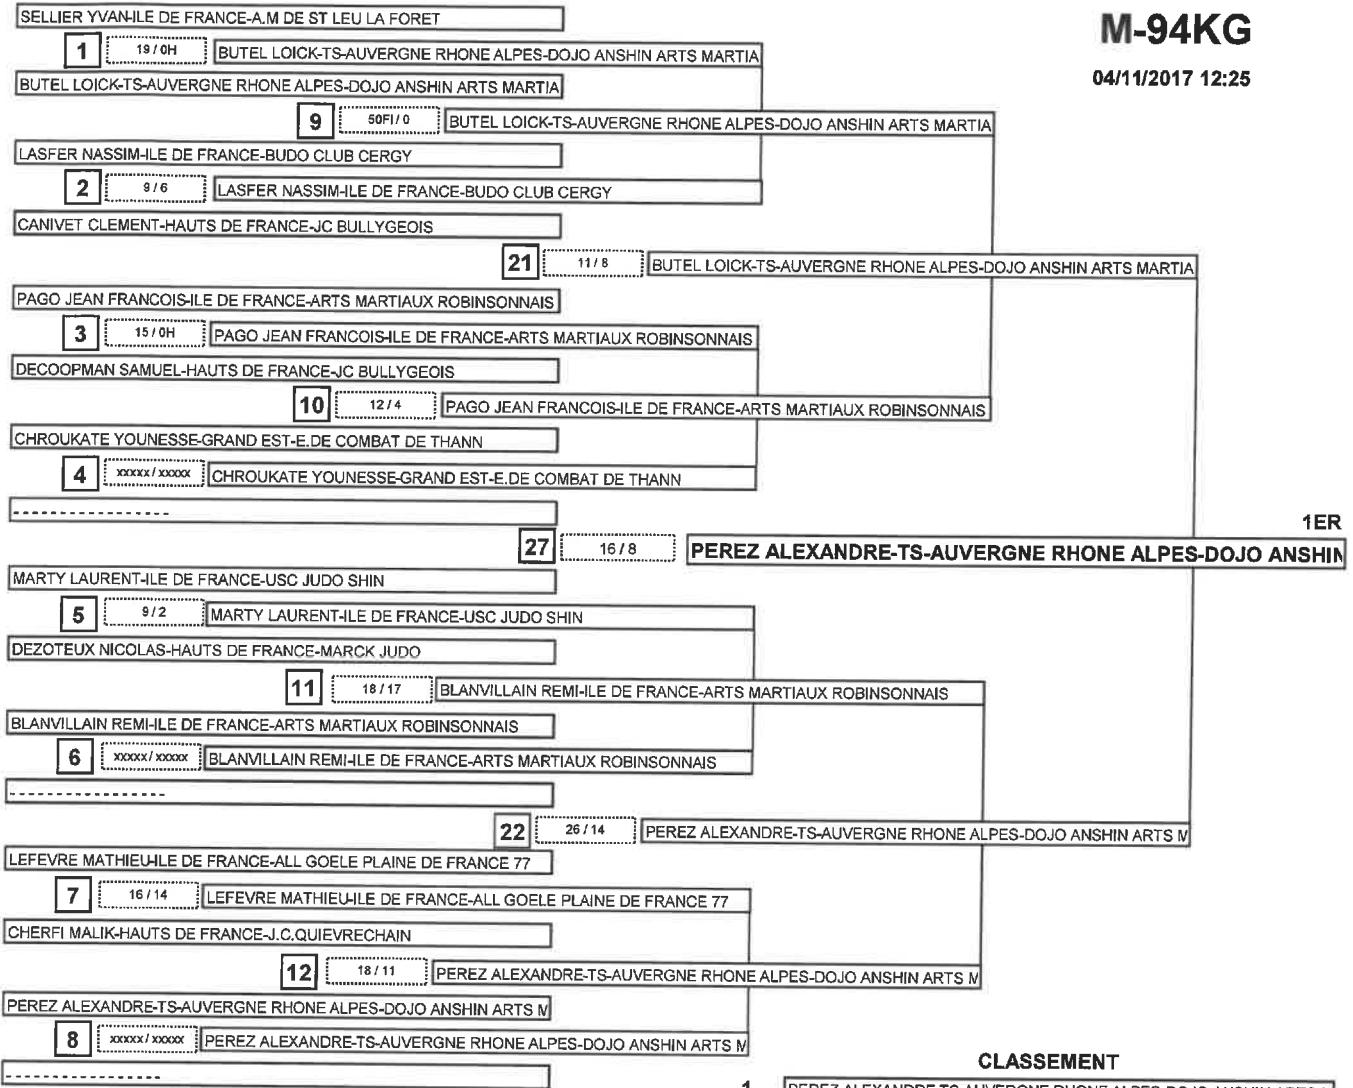 SELLIER YVAN-ILE DE FRANCE-A.M DE ST LEU LA FORET
M-94KG
04/11/2017 12:25
1 19 / 0H BUTEL LOICK-TS-AUVERGNE RHONE ALPES-DOJO ANSHIN ARTS MARTIA
BUTEL LOICK-TS-AUVERGNE RHONE ALPES-DOJO ANSHIN ARTS MARTIA
9 50FI / 0 BUTEL LOICK-TS-AUVERGNE RHONE ALPES-DOJO ANSHIN ARTS MARTIA
LASFER NASSIM-ILE DE FRANCE-BUDO CLUB CERGY
2 9 / 6 LASFER NASSIM-ILE DE FRANCE-BUDO CLUB CERGY
CANIVET CLEMENT-HAUTS DE FRANCE-JC BULLYGEOIS
21 11 / 8 BUTEL LOICK-TS-AUVERGNE RHONE ALPES-DOJO ANSHIN ARTS MARTIA
PAGO JEAN FRANCOIS-ILE DE FRANCE-ARTS MARTIAUX ROBINSONNAIS
3 15 / 0H PAGO JEAN FRANCOIS-ILE DE FRANCE-ARTS MARTIAUX ROBINSONNAIS
DECOOPMAN SAMUEL-HAUTS DE FRANCE-JC BULLYGEOIS
10 12 / 4 PAGO JEAN FRANCOIS-ILE DE FRANCE-ARTS MARTIAUX ROBINSONNAIS
CHROUKATE YOUNESSE-GRAND EST-E.DE COMBAT DE THANN
4 xxxxx / xxxxx CHROUKATE YOUNESSE-GRAND EST-E.DE COMBAT DE THANN
-----------------
1ER
27 16 / 8 PEREZ ALEXANDRE-TS-AUVERGNE RHONE ALPES-DOJO ANSHIN
MARTY LAURENT-ILE DE FRANCE-USC JUDO SHIN
5 9 / 2 MARTY LAURENT-ILE DE FRANCE-USC JUDO SHIN
DEZOTEUX NICOLAS-HAUTS DE FRANCE-MARCK JUDO
11 18 / 17 BLANVILLAIN REMI-ILE DE FRANCE-ARTS MARTIAUX ROBINSONNAIS
BLANVILLAIN REMI-ILE DE FRANCE-ARTS MARTIAUX ROBINSONNAIS
6 xxxxx / xxxxx BLANVILLAIN REMI-ILE DE FRANCE-ARTS MARTIAUX ROBINSONNAIS
-----------------
22 26 / 14 PEREZ ALEXANDRE-TS-AUVERGNE RHONE ALPES-DOJO ANSHIN ARTS M
LEFEVRE MATHIEU-ILE DE FRANCE-ALL GOELE PLAINE DE FRANCE 77
7 16 / 14 LEFEVRE MATHIEU-ILE DE FRANCE-ALL GOELE PLAINE DE FRANCE 77
CHERFI MALIK-HAUTS DE FRANCE-J.C.QUIEVRECHAIN
12 18 / 11 PEREZ ALEXANDRE-TS-AUVERGNE RHONE ALPES-DOJO ANSHIN ARTS M
PEREZ ALEXANDRE-TS-AUVERGNE RHONE ALPES-DOJO ANSHIN ARTS M
8 xxxxx / xxxxx PEREZ ALEXANDRE-TS-AUVERGNE RHONE ALPES-DOJO ANSHIN ARTS M
CLASSEMENT
-----------------
1 PEREZ ALEXANDRE-TS-AUVERGNE RHONE ALPES-DOJO ANSHIN